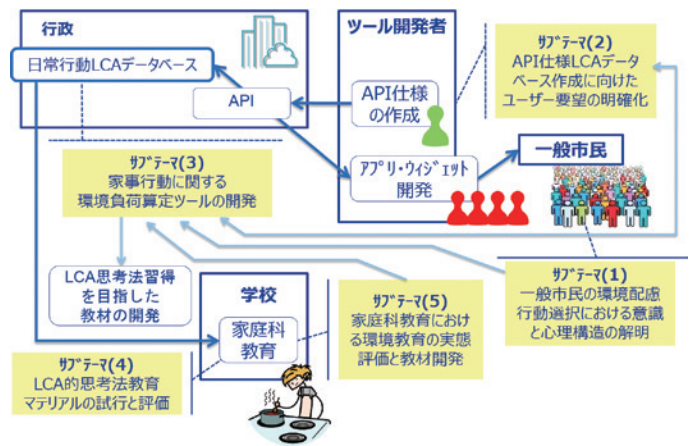 行政
日常行動LCAデータベース
API
ツール開発者
API仕様
の作成
アプリ・ウィジェット
開発
サブテーマ(2)
API仕様LCAデータ
ベース作成に向けた
ユーザー要望の明確化
一般市民
サブテーマ(3)
家事行動に関する
環境負荷算定ツールの開発
LCA思考法習得
を目指した
教材の開発
学校
家庭科
教育
サブテーマ(5)
家庭科教育におけ
る環境教育の実態
評価と教材開発
サブテーマ(1)
一般市民の環境配慮
行動選択における意識
と心理構造の解明
サブテーマ(4)
LCA的思考法教育
マテリアルの試行と評価